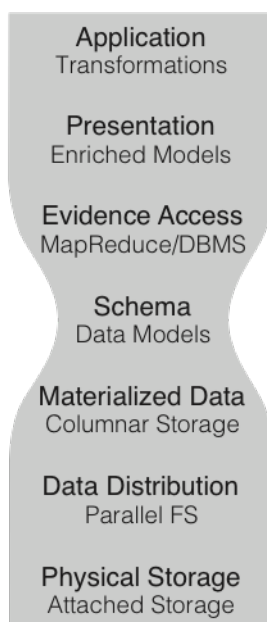 Application
Transformations
Presentation
Enriched Models
Evidence Access
MapReduce/DBMS
Schema
Data Models
Materialized Data
Columnar Storage
Data Distribution
Parallel FS
Physical Storage
Attached Storage